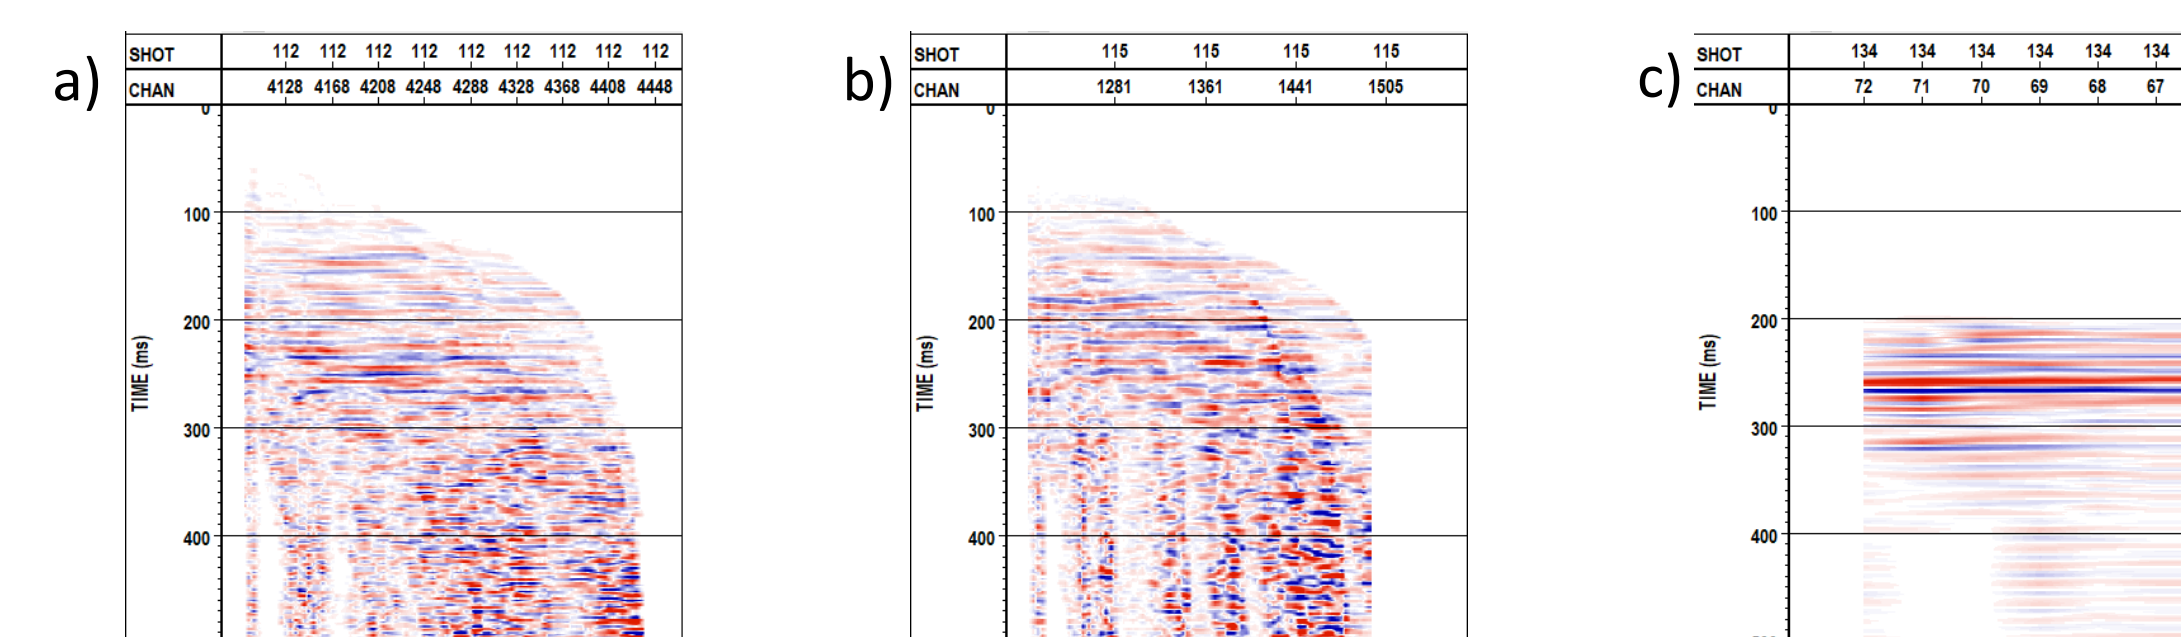 a)
SHOT 112 112 112 112 112 112 112 112 112
CHAN 4128 4168 4208 4248 4288 4328 4368 4408 4448
0
100
200
300
400
TIME (ms)
b)
SHOT 115 115 115 115
CHAN 1281 1361 1441 1505
0
100
200
300
400
TIME (ms)
c)
SHOT 134 134 134 134 134 134
CHAN 72 71 70 69 68 67
0
100
200
300
400
TIME (ms)